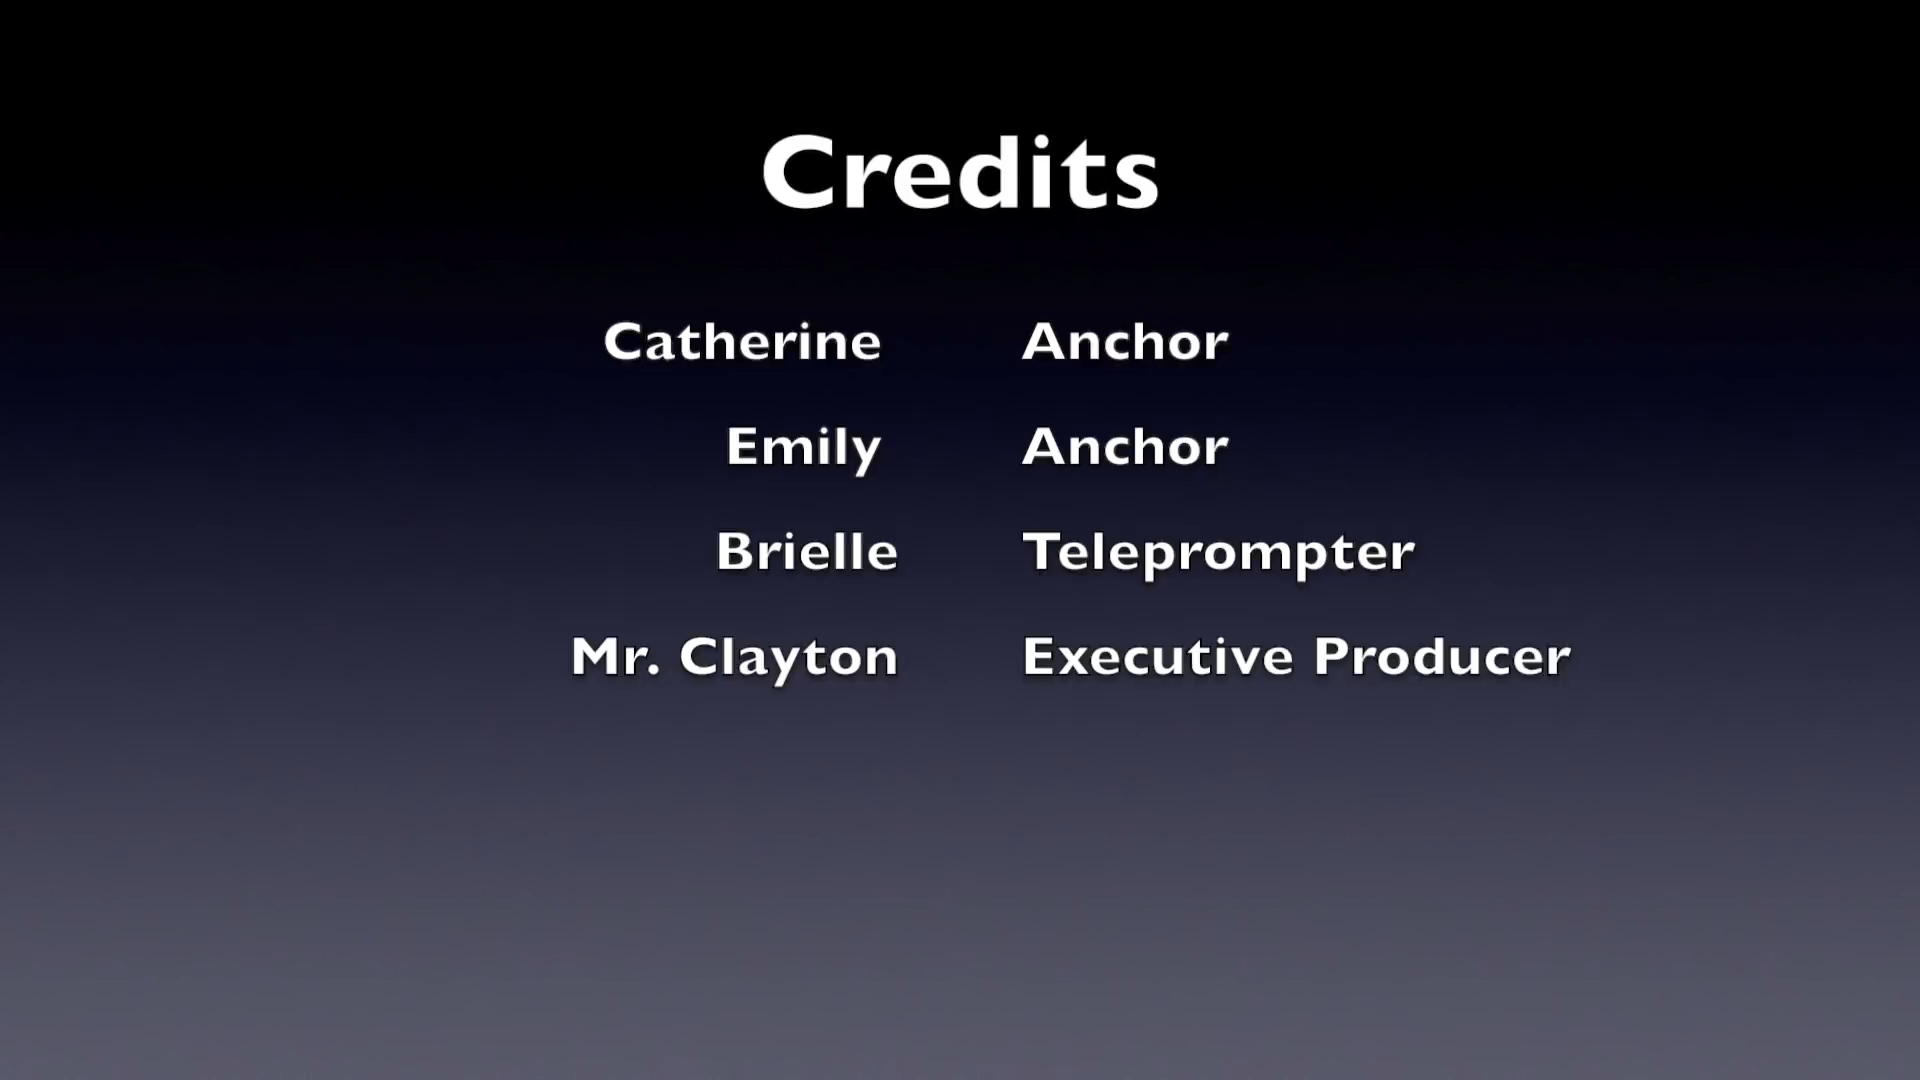 Credits
Catherine Anchor
Emily Anchor
Brielle Teleprompter
Mr. Clayton Executive Producer